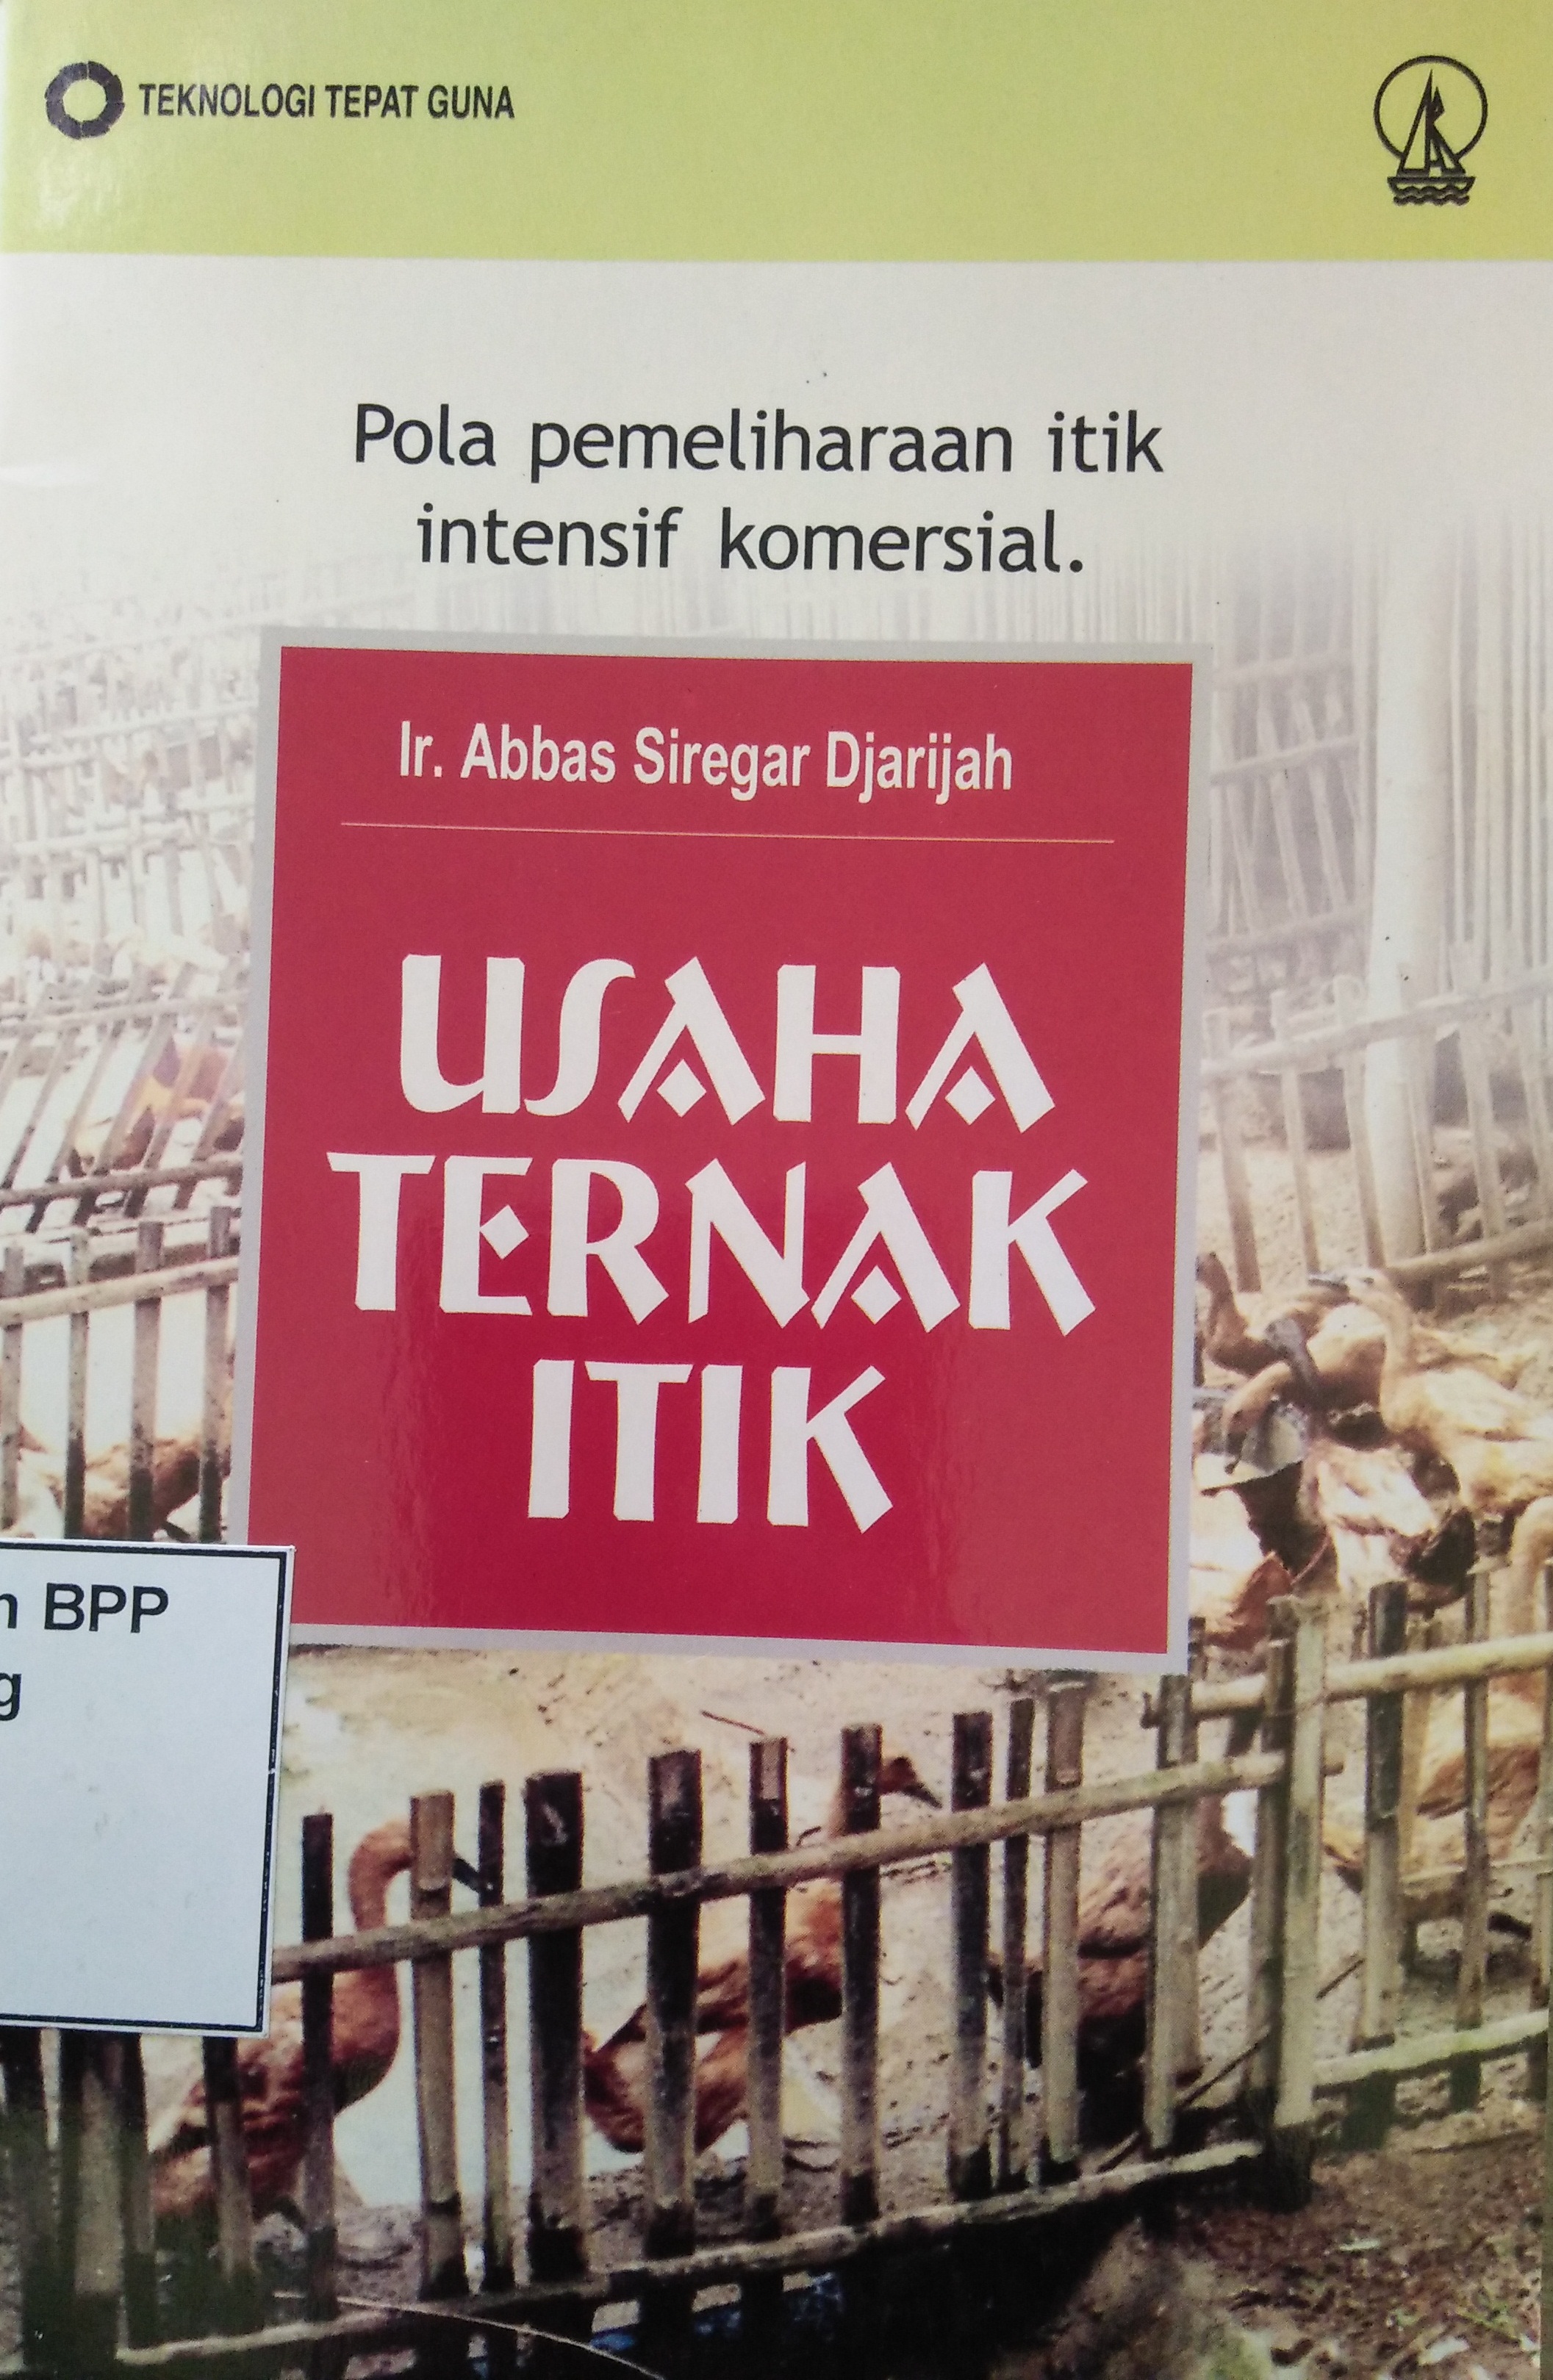 TEKNOLOGI TEPAT GUNA
Pola pemeliharaan itik
intensif komersial.
Ir. Abbas Siregar Djarijah
USAHA
TERNAK
ITIK
BPP